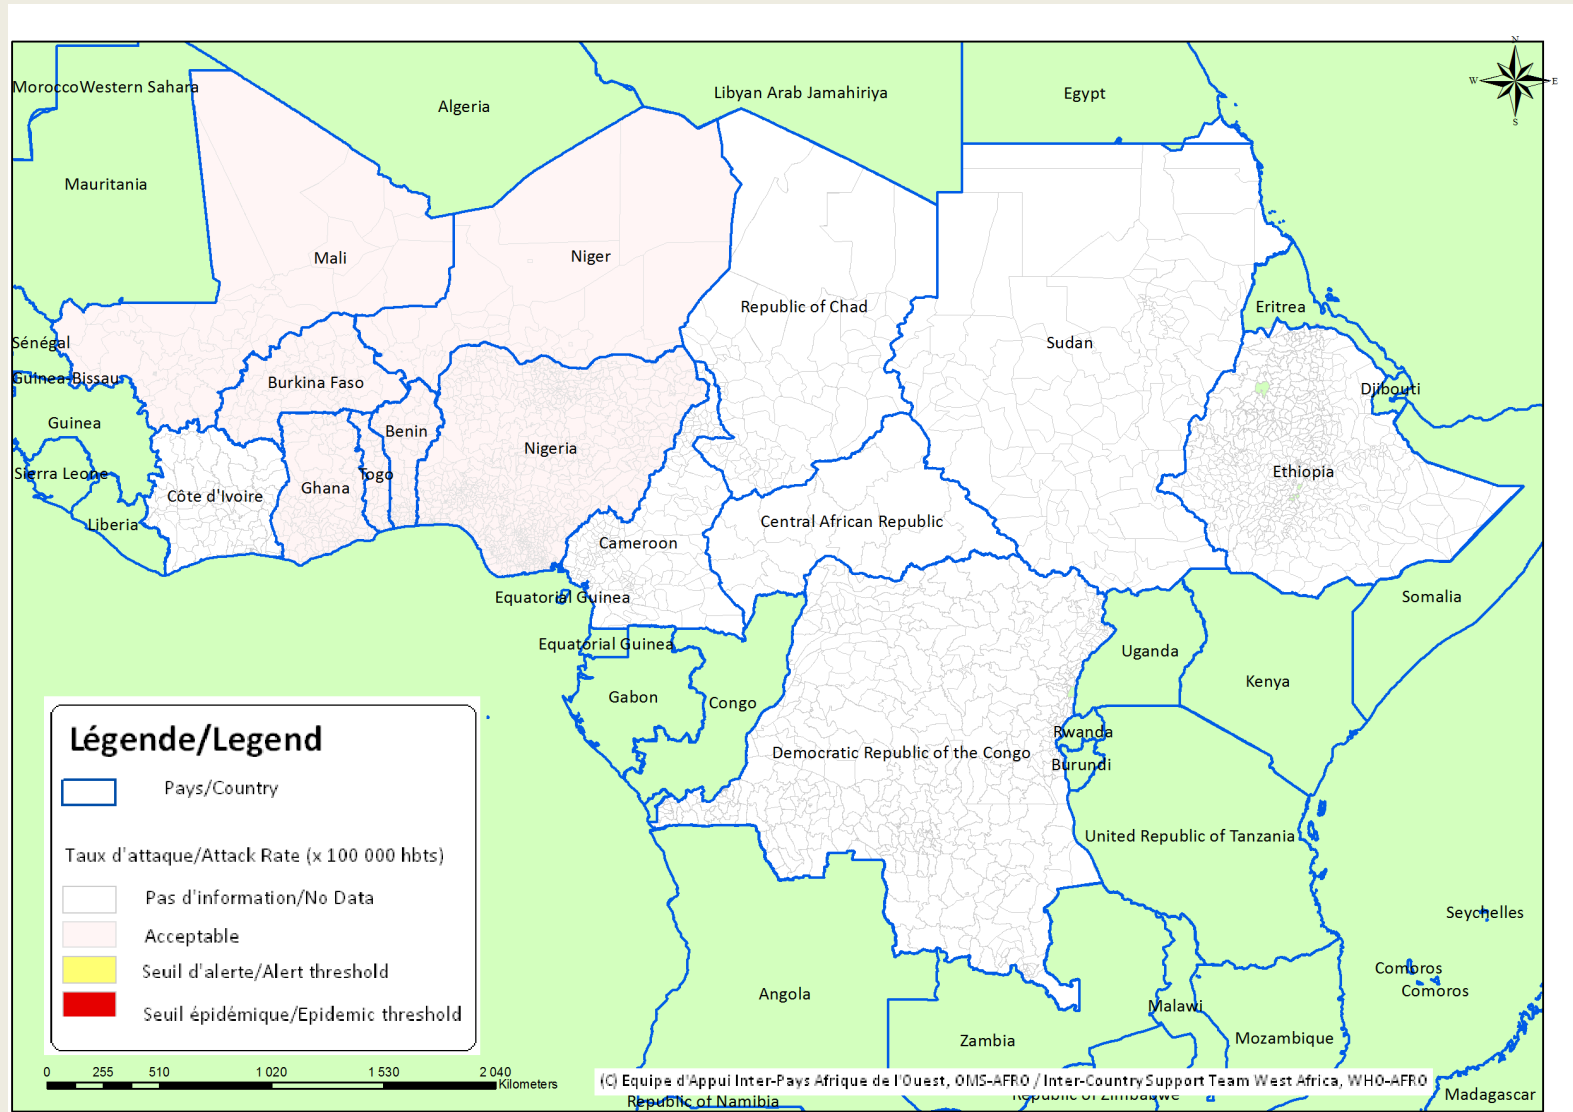 N
W E
S
Morocco Western Sahara
Algeria
Libyan Arab Jamahiriya
Egypt
Mauritania
Mali
Niger
Republic of Chad
Sudan
Eritrea
Sénégal
Guinea-Bissau
Burkina Faso
Djibouti
Guinea
Benin
Nigeria
Sierra Leone
Togo
Ghana
Côte d'Ivoire
Ethiopia
Liberia
Central African Republic
Cameroon
Equatorial Guinea
Somalia
Equatorial Guinea
Uganda
Kenya
Gabon
Congo
Rwanda
Democratic Republic of the Congo
Burundi
United Republic of Tanzania
Seychelles
Comoros
Comoros
Angola
Malawi
Zambia
Mozambique
Madagascar
Republic of Namibia
Republic of Zimbabwe
Légende/Legend
Pays/Country
Taux d'attaque/Attack Rate (x 100 000 hbts)
Pas d'information/No Data
Acceptable
Seuil d'alerte/Alert threshold
Seuil épidémique/Epidemic threshold
0 255 510 1 020 1 530 2 040
Kilometers
(C) Equipe d'Appui Inter-Pays Afrique de l'Ouest, OMS-AFRO / Inter-Country Support Team West Africa, WHO-AFRO